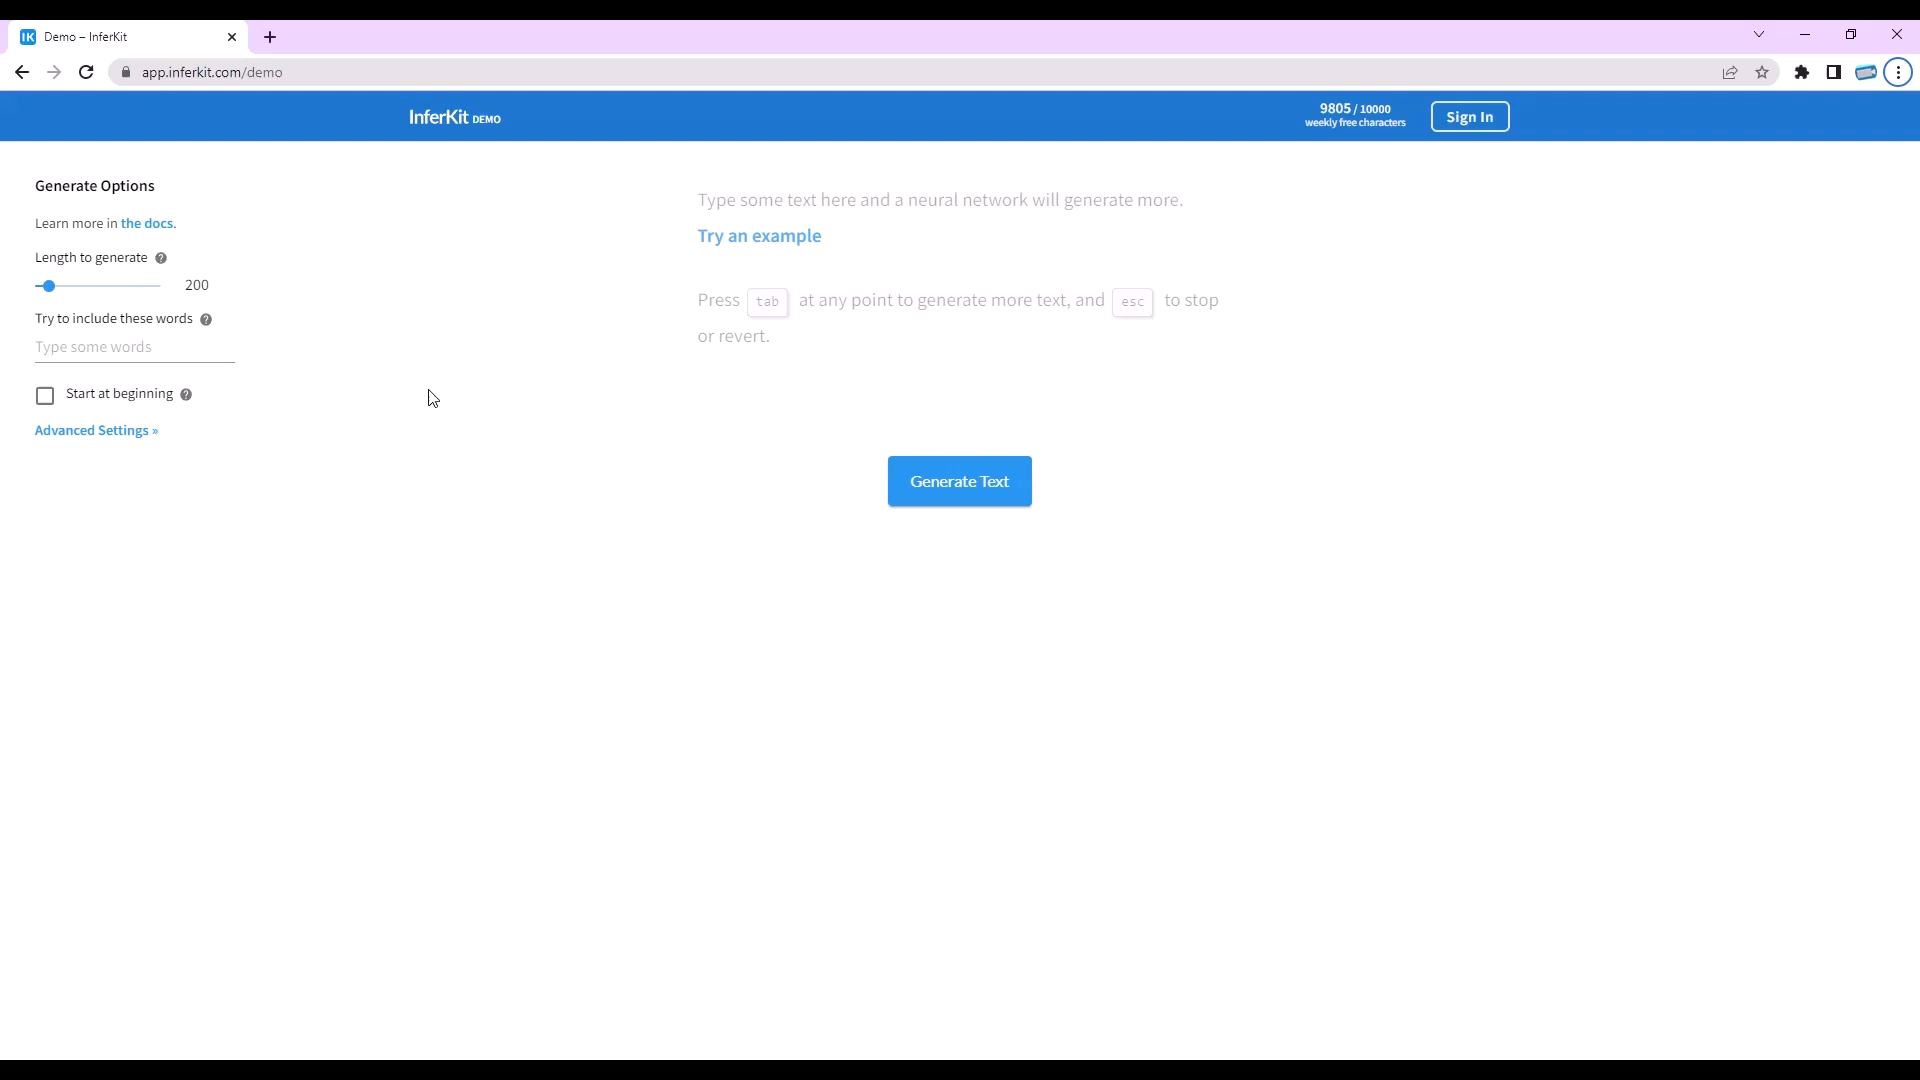 IK Demo – InferKit
app.inferkit.com/demo
InferKit DEMO
9805 / 10000
weekly free characters
Sign In
Generate Options
Learn more in the docs.
Length to generate ?
200
Try to include these words ?
Type some words
Start at beginning ?
Advanced Settings »
Type some text here and a neural network will generate more.
Try an example
Press tab at any point to generate more text, and esc to stop
or revert.
Generate Text